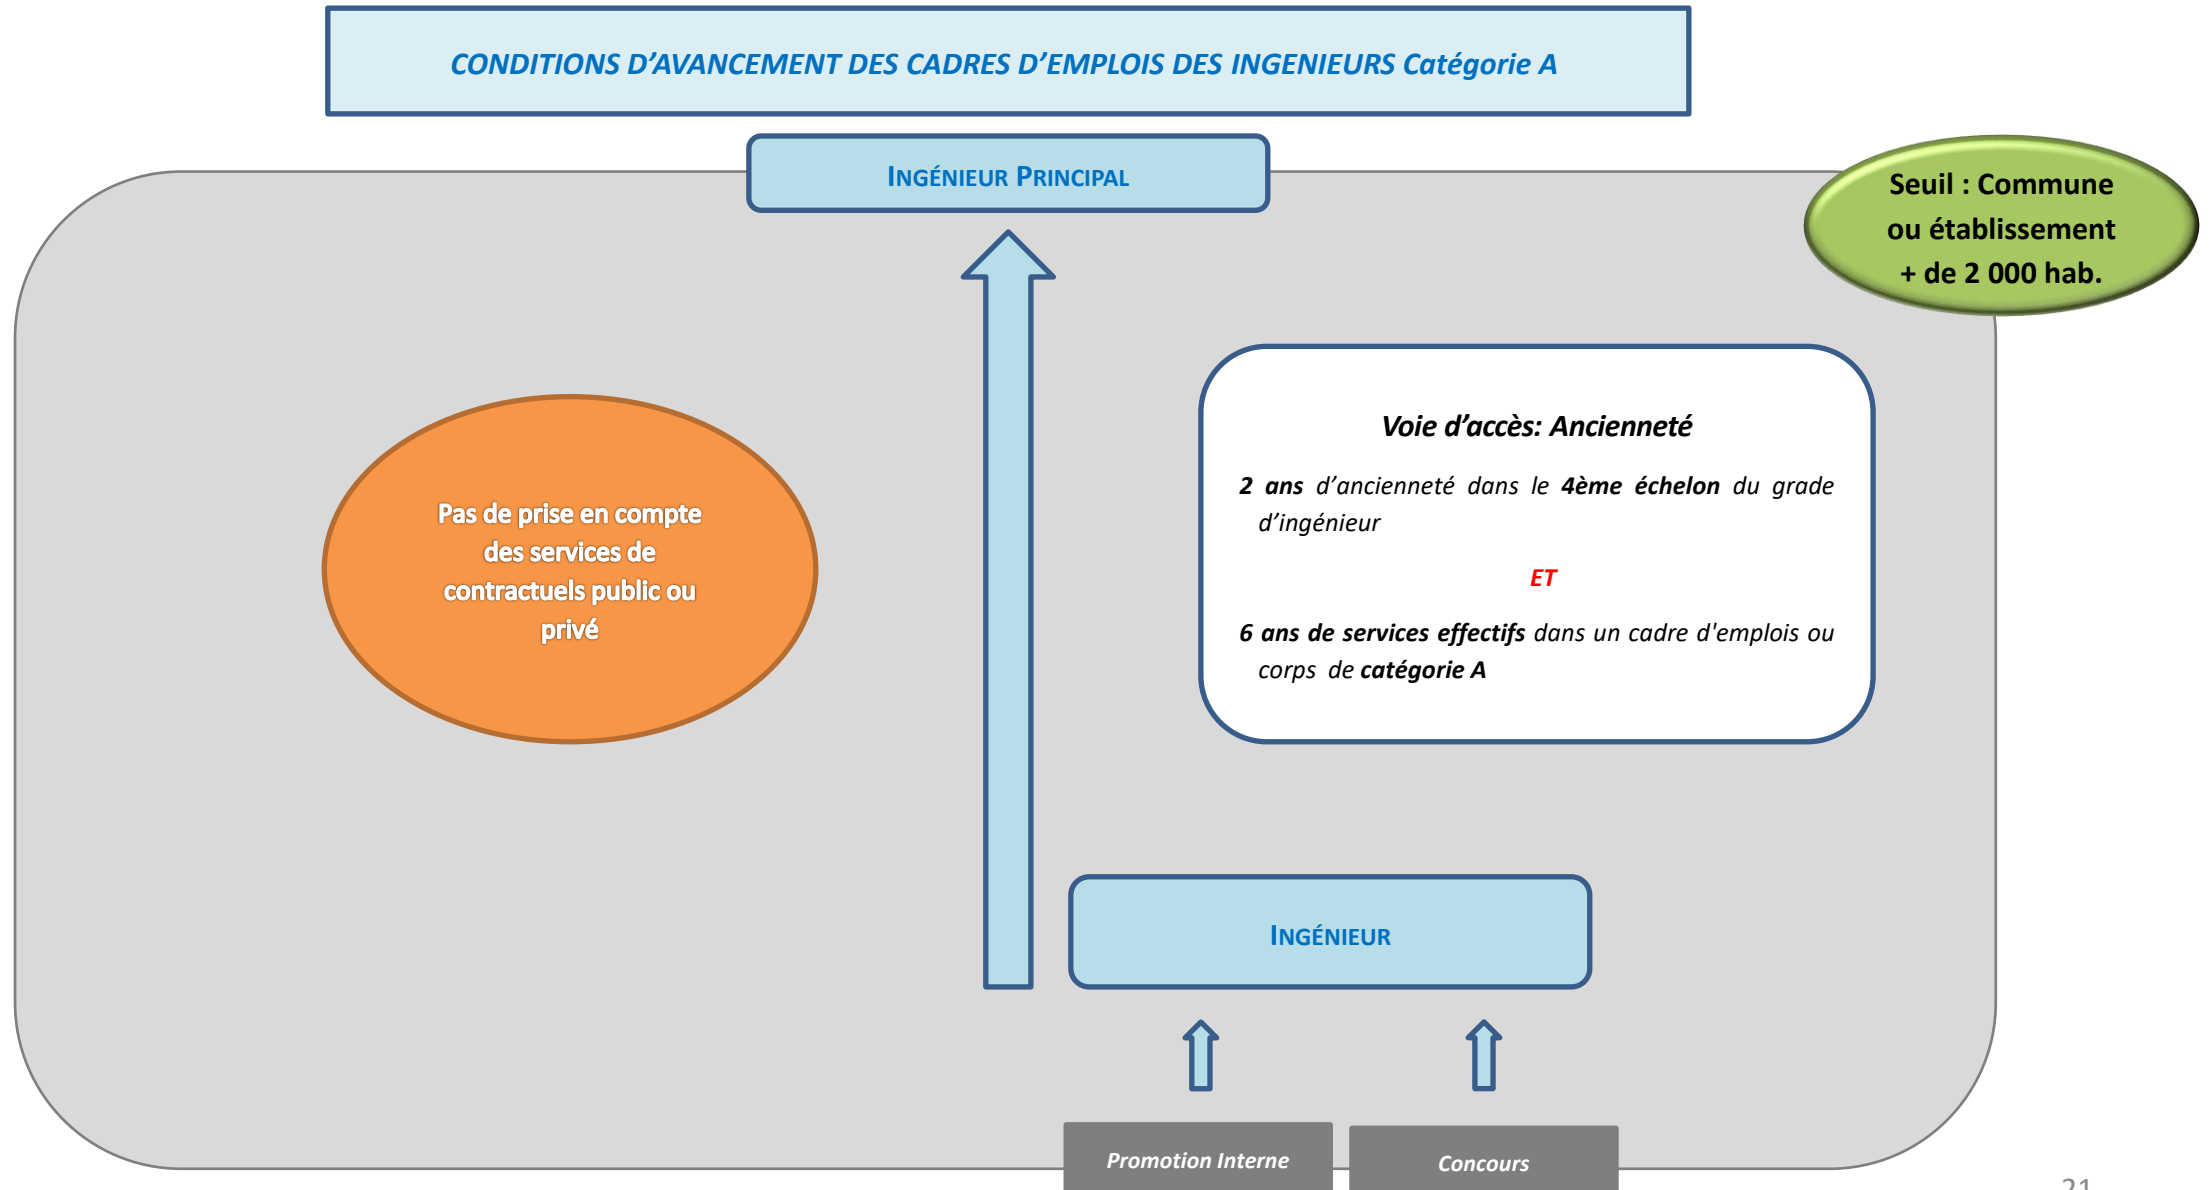 CONDITIONS D’AVANCEMENT DES CADRES D’EMPLOIS DES INGENIEURS Catégorie A
INGÉNIEUR PRINCIPAL
Seuil : Commune
ou établissement
+ de 2 000 hab.
Pas de prise en compte
des services de
contractuels public ou
privé
Voie d’accès: Ancienneté
2 ans d’ancienneté dans le 4ème échelon du grade
d’ingénieur
ET
6 ans de services effectifs dans un cadre d'emplois ou
corps de catégorie A
INGÉNIEUR
Promotion Interne
Concours
21